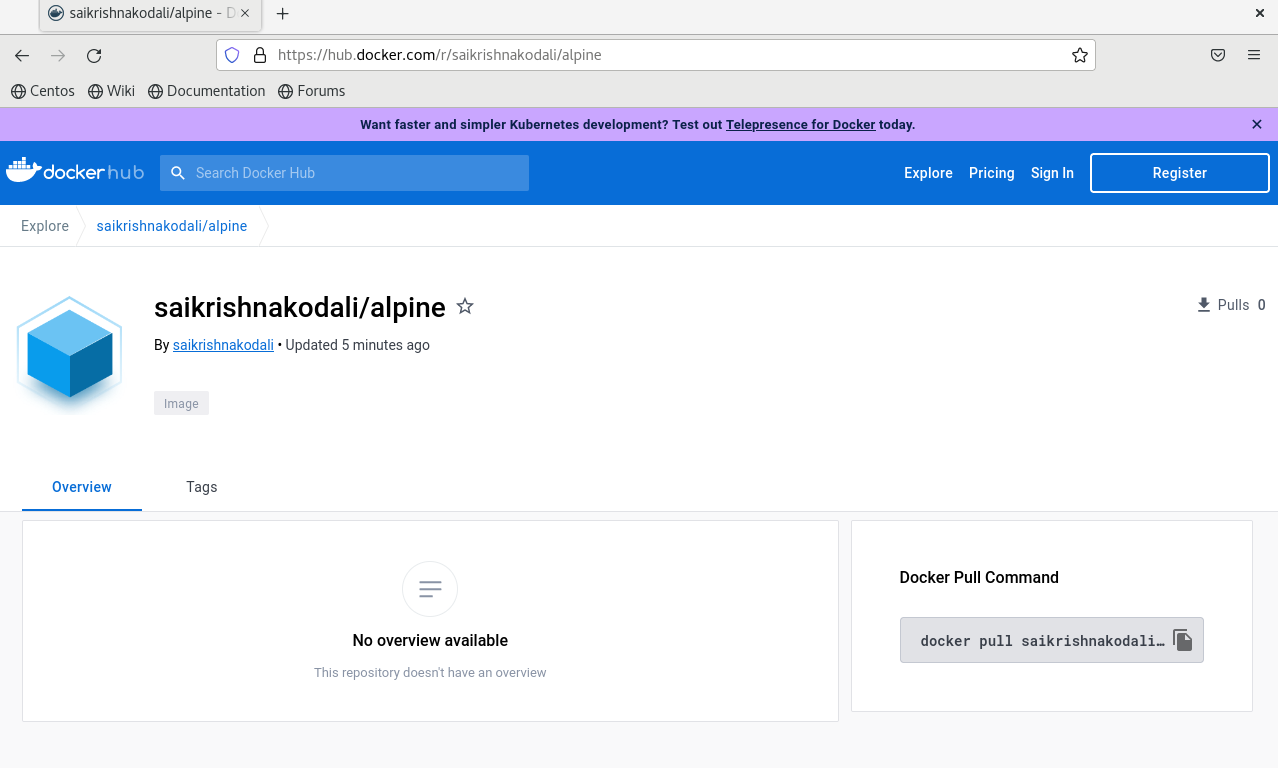 saikrishnakodali/alpine - D
https://hub.docker.com/r/saikrishnakodali/alpine
Centos Wiki Documentation Forums
Want faster and simpler Kubernetes development? Test out Telepresence for Docker today.
dockerhub Search Docker Hub Explore Pricing Sign In Register
Explore saikrishnakodali/alpine
saikrishnakodali/alpine Pulls 0
By saikrishnakodali • Updated 5 minutes ago
Image
Overview Tags
Docker Pull Command
No overview available docker pull saikrishnakodali…
This repository doesn't have an overview